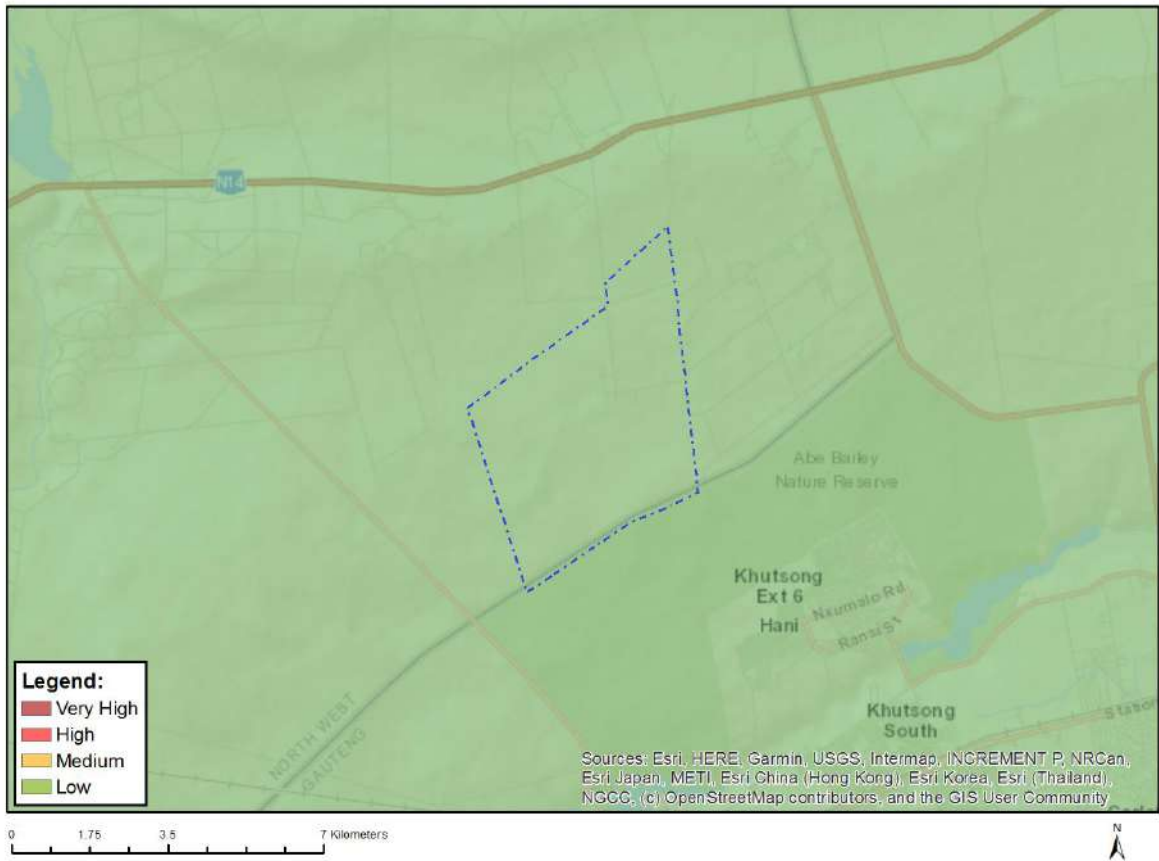 N14
Abe Bailey
Nature Reserve
Khutsong
Ext 6
Hani
Nxumalo Rd
Khutsong
South
NORTH WEST
GAUTENG
Legend:
Very High
High
Medium
Low
Sources: Esri, HERE, Garmin, USGS, Intermap, INCREMENT P, NRCan,
Esri Japan, METI, Esri China (Hong Kong), Esri Korea, Esri (Thailand),
NGCC, (c) OpenStreetMap contributors, and the GIS User Community
0 1.75 3.5 7 Kilometers
N